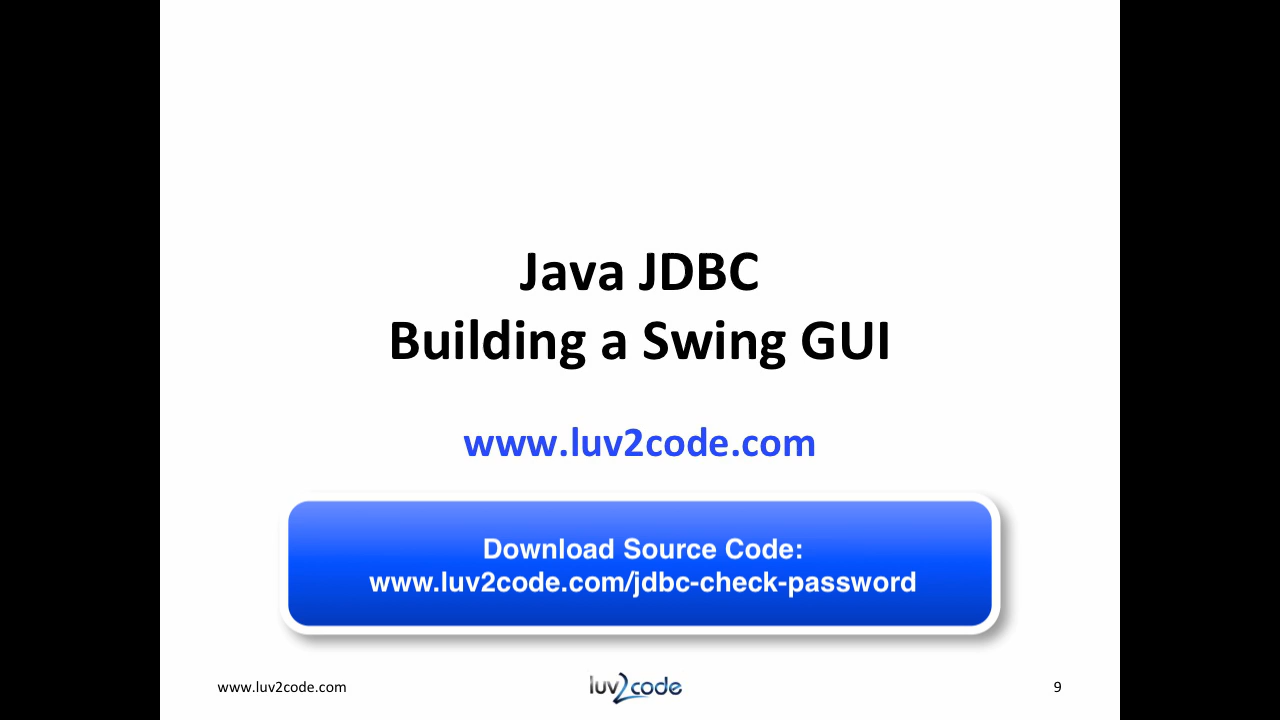 Java JDBC
Building a Swing GUI
www.luv2code.com
Download Source Code:
www.luv2code.com/jdbc-check-password
www.luv2code.com
luv2code
9